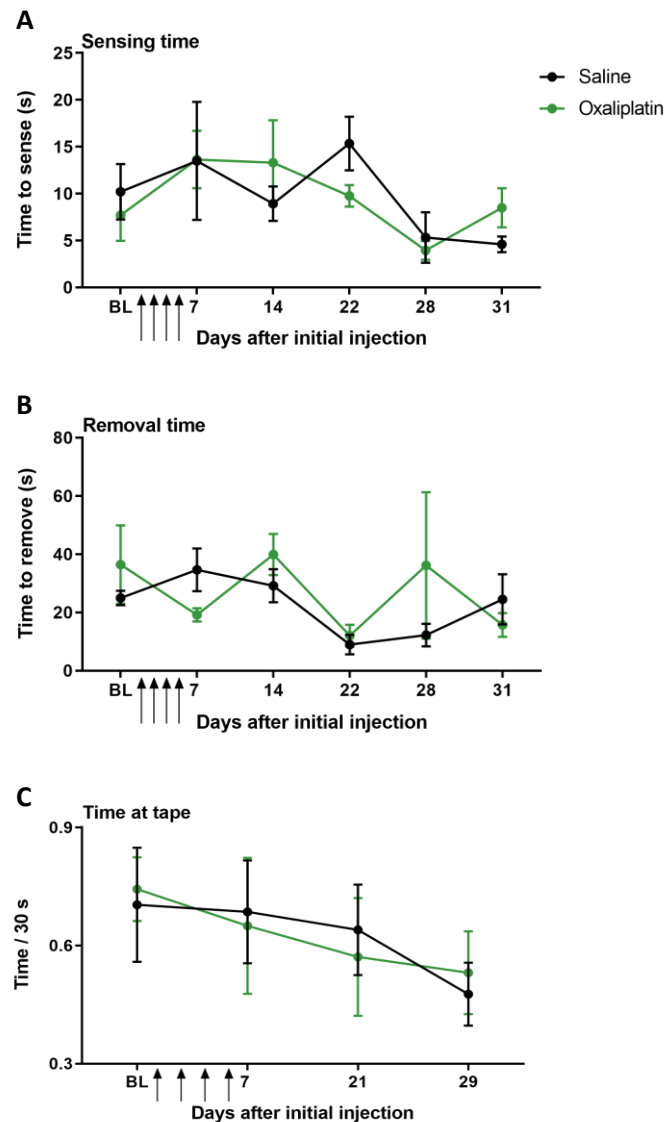 A
Sensing time
Time to sense (s)
25
20
15
10
5
0
BL 7 14 22 28 31
Days after initial injection
Saline
Oxaliplatin
B
Removal time
Time to remove (s)
80
60
40
20
0
BL 7 14 22 28 31
Days after initial injection
C
Time at tape
Time / 30 s
0.9
0.6
0.3
BL 7 21 29
Days after initial injection